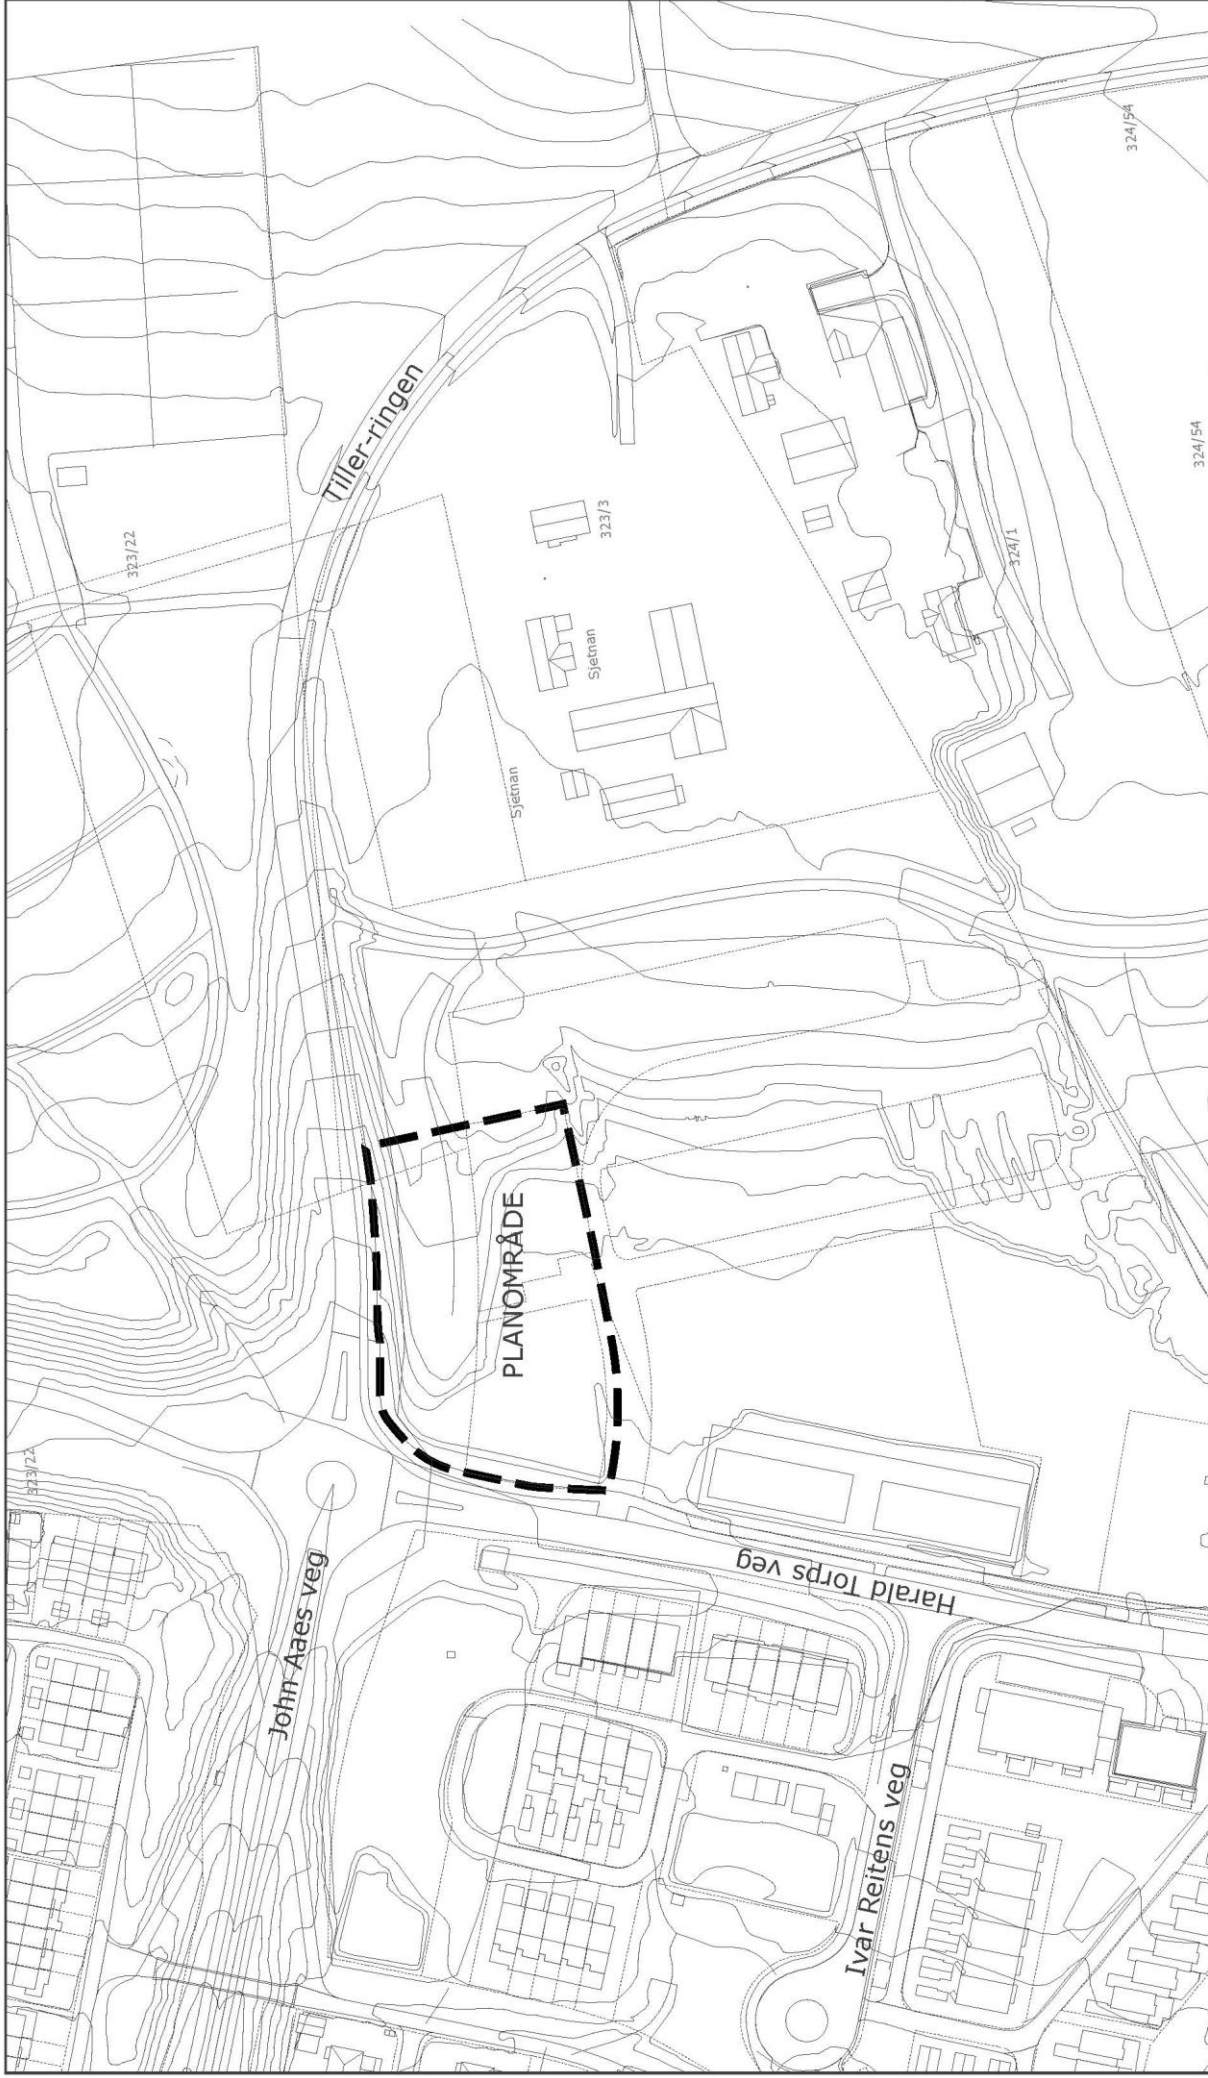 323/22
John Aaes veg
323/22
Tiller-ringen
PLANOMRÅDE
Sjetnan
Sjetnan
323/3
Harald Torps veg
Ivar Reitens veg
324/1
324/54
324/54